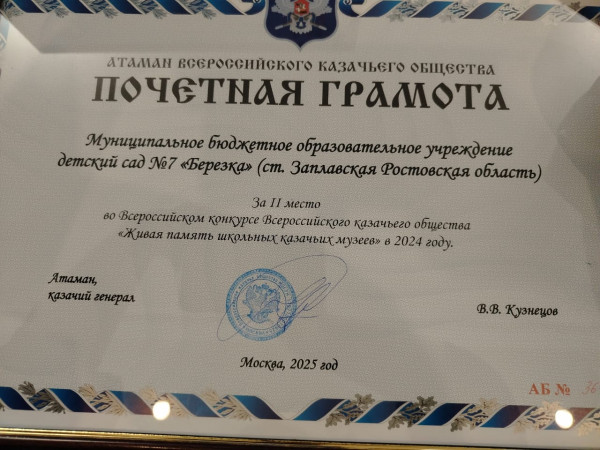 АТАМАН ВСЕРОССИЙСКОГО КАЗАЧЬЕГО ОБЩЕСТВА
ПОЧЕТНАЯ ГРАМОТА
Муниципальное бюджетное образовательное учреждение
детский сад №7 «Березка» (ст. Заплавская Ростовская область)
За II место
во Всероссийском конкурсе Всероссийского казачьего общества
«Живая память школьных казачьих музеев» в 2024 году.
Атаман,
казачий генерал
В.В. Кузнецов
Москва, 2025 год
АБ № 36